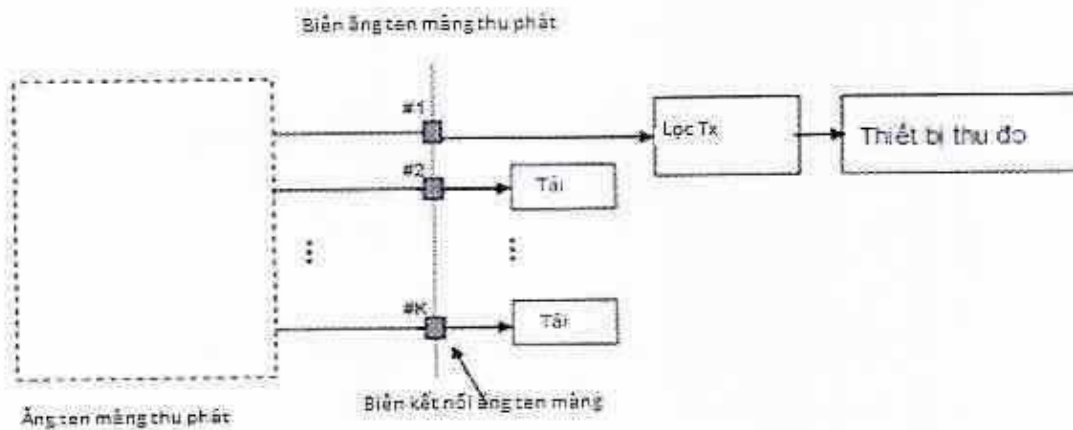 Biên ăng ten mảng thu phát
#1
Lọc Tx
Thiết bị thu đo
#2
Tải
...
...
#K
Tải
Biên kết nối ăng ten mảng
Ăng ten mảng thu phát